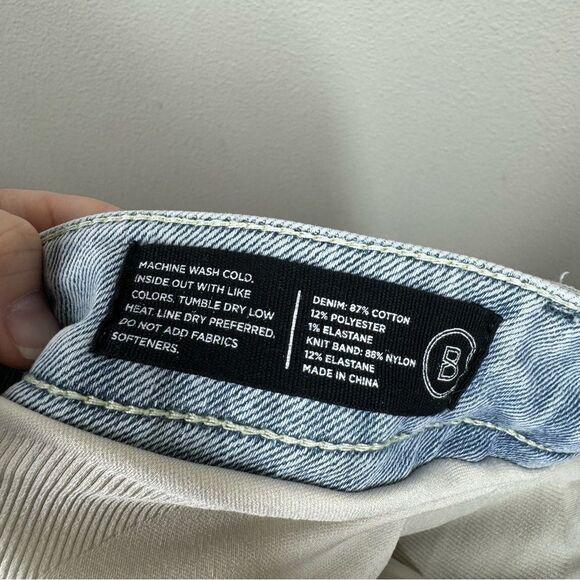 MACHINE WASH COLD.
INSIDE OUT WITH LIKE
COLORS. TUMBLE DRY LOW
HEAT. LINE DRY PREFERRED.
DO NOT ADD FABRICS
SOFTENERS.
DENIM: 87% COTTON
12% POLYESTER
1% ELASTANE
KNIT BAND: 88% NYLON
12% ELASTANE
MADE IN CHINA
B